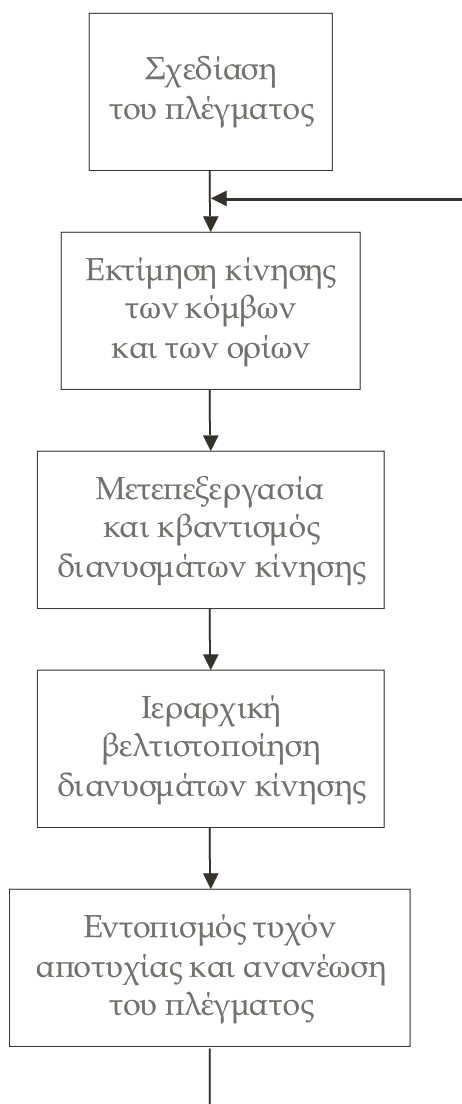 Σχεδίαση
του πλέγματος
Εκτίμηση κίνησης
των κόμβων
και των ορίων
Μετεπεξεργασία
και κβαντισμός
διανυσμάτων κίνησης
Ιεραρχική
βελτιστοποίηση
διανυσμάτων κίνησης
Εντοπισμός τυχόν
αποτυχίας και ανανέωση
του πλέγματος